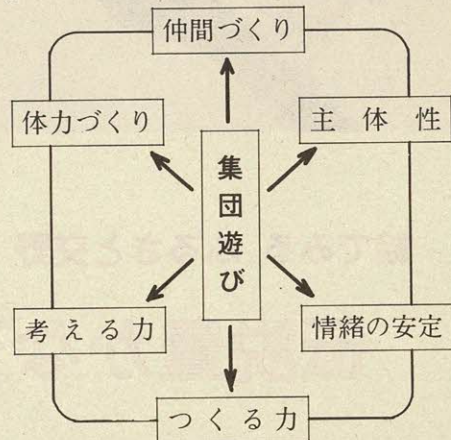 仲間づくり
体力づくり
主体性
集団遊び
考える力
情緒の安定
つくる力